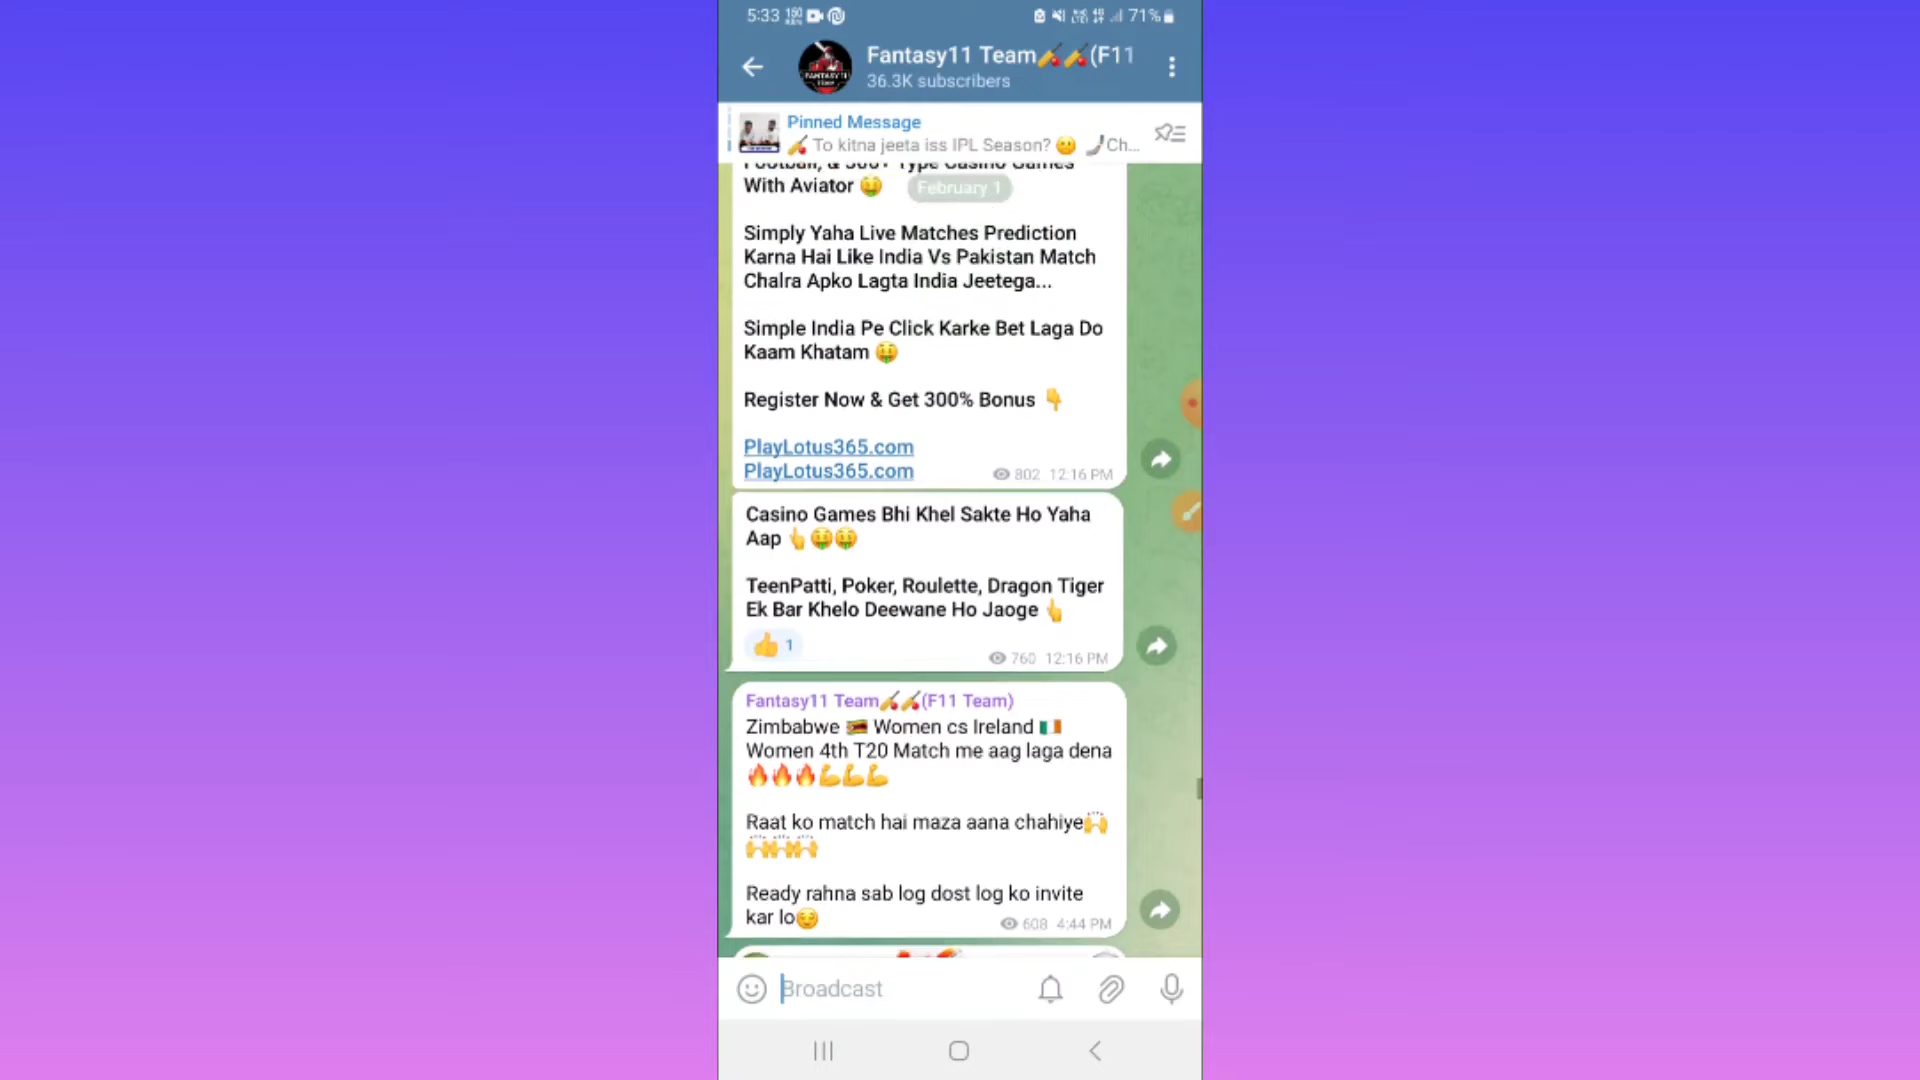 5:33
71%
Fantasy11 Team🏏🏏(F11
36.3K subscribers
Pinned Message
🏏 To kitna jeeta iss IPL Season? 🤔 🤳Ch...
Football, & 300+ Type Casino Games
With Aviator 🤑
February 1
Simply Yaha Live Matches Prediction
Karna Hai Like India Vs Pakistan Match
Chalra Apko Lagta India Jeetega...
Simple India Pe Click Karke Bet Laga Do
Kaam Khatam 🤑
Register Now & Get 300% Bonus 👇
PlayLotus365.com
PlayLotus365.com
802 12:16 PM
Casino Games Bhi Khel Sakte Ho Yaha
Aap 👆🤑🤑
TeenPatti, Poker, Roulette, Dragon Tiger
Ek Bar Khelo Deewane Ho Jaoge 👆
👍 1
760 12:16 PM
Fantasy11 Team🏏🏏(F11 Team)
Zimbabwe 🇿🇼 Women cs Ireland 🇮🇪
Women 4th T20 Match me aag laga dena
🔥🔥🔥💪💪💪
Raat ko match hai maza aana chahiye🙌
🙌🙌🙌
Ready rahna sab log dost log ko invite
kar lo😌
608 4:44 PM
Broadcast